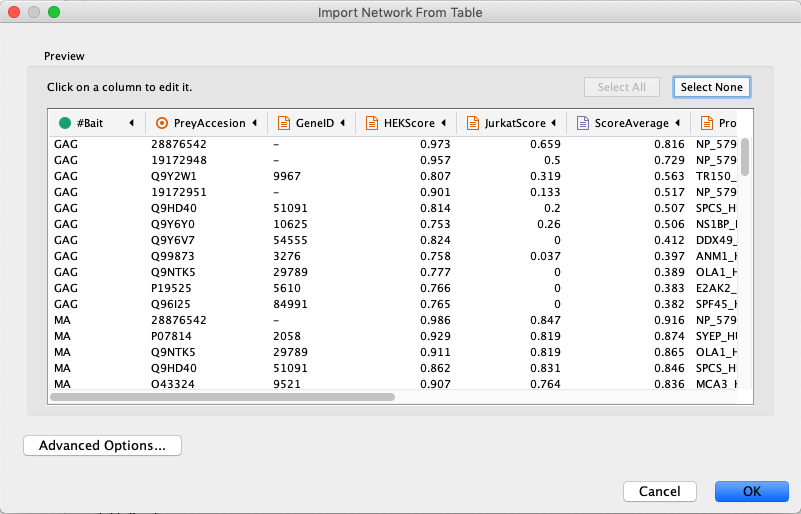 Import Network From Table
Preview
Click on a column to edit it.
Select All
Select None
#Bait PreyAccesion GeneID HEKScore JurkatScore ScoreAverage Pro
GAG 28876542 – 0.973 0.659 0.816 NP_579
GAG 19172948 – 0.957 0.5 0.729 NP_579
GAG Q9Y2W1 9967 0.807 0.319 0.563 TR150_
GAG 19172951 – 0.901 0.133 0.517 NP_579
GAG Q9HD40 51091 0.814 0.2 0.507 SPCS_H
GAG Q9Y6Y0 10625 0.753 0.26 0.506 NS1BP_
GAG Q9Y6V7 54555 0.824 0 0.412 DDX49_
GAG Q99873 3276 0.758 0.037 0.397 ANM1_H
GAG Q9NTK5 29789 0.777 0 0.389 OLA1_H
GAG P19525 5610 0.766 0 0.383 E2AK2_
GAG Q96I25 84991 0.765 0 0.382 SPF45_H
MA 28876542 – 0.986 0.847 0.916 NP_579
MA P07814 2058 0.929 0.819 0.874 SYEP_HU
MA Q9NTK5 29789 0.911 0.819 0.865 OLA1_H
MA Q9HD40 51091 0.862 0.831 0.846 SPCS_H
MA O43324 9521 0.907 0.764 0.836 MCA3_H
Advanced Options...
Cancel
OK